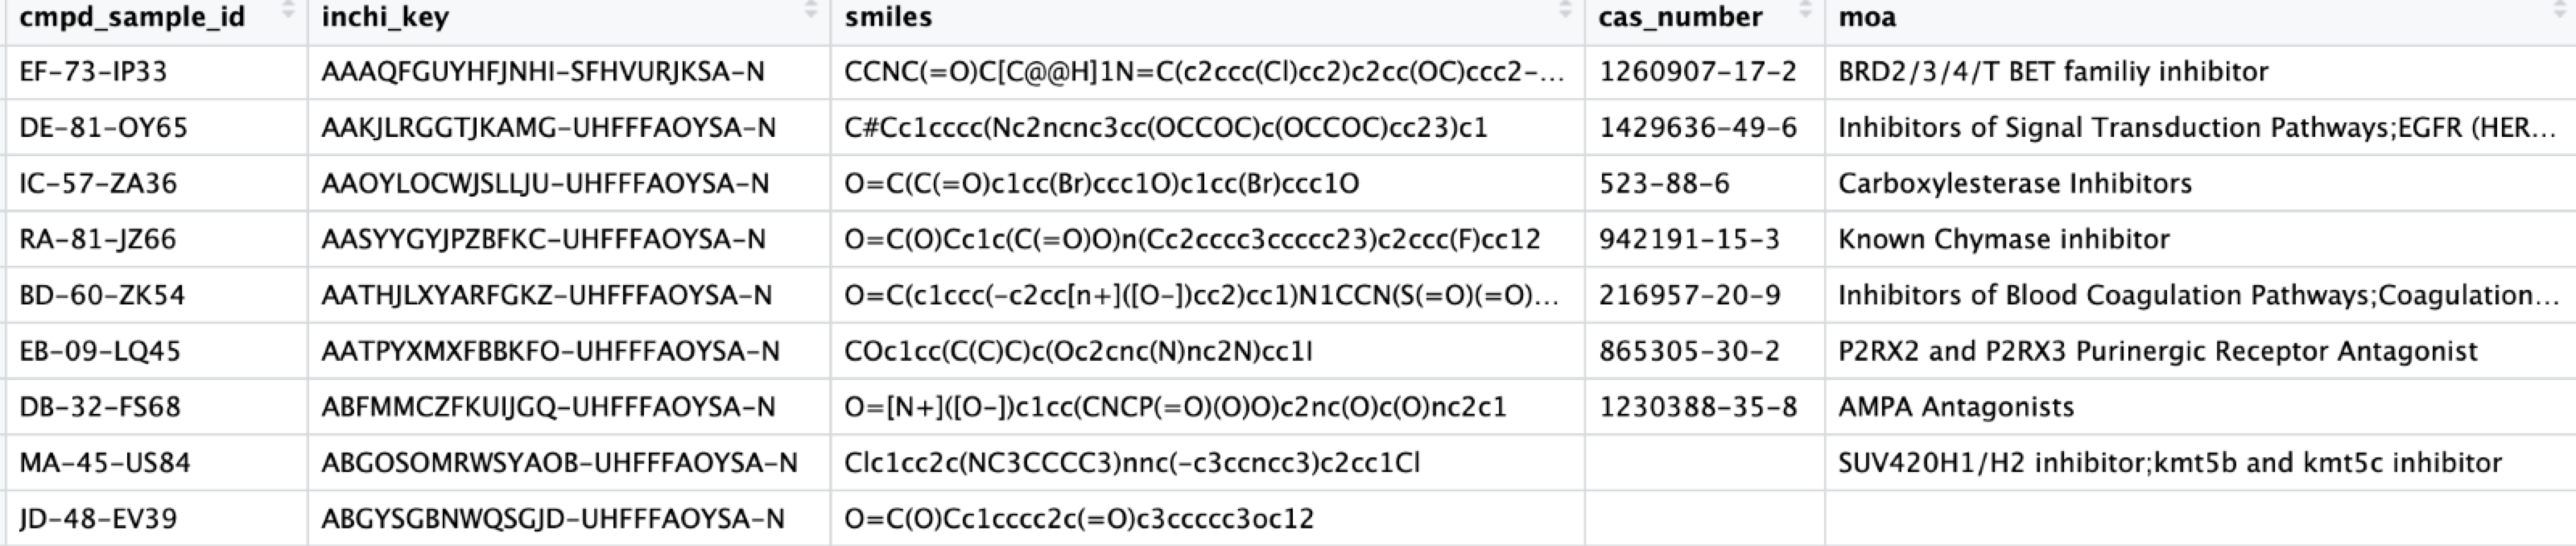 cmpd_sample_id inchi_key smiles cas_number moa
EF-73-IP33 AAAQFGUYHFJNHI-SFHVURJKSA-N CCNC(=O)C[C@@H]1N=C(c2ccc(Cl)cc2)c2cc(OC)ccc2-... 1260907-17-2 BRD2/3/4/T BET familiy inhibitor
DE-81-OY65 AAKJLRGGTJKAMG-UHFFFAOYSA-N C#Cc1cccc(Nc2ncnc3cc(OCCOC)c(OCCOC)cc23)c1 1429636-49-6 Inhibitors of Signal Transduction Pathways;EGFR (HER...
IC-57-ZA36 AAOYLOCWJSLLJU-UHFFFAOYSA-N O=C(C(=O)c1cc(Br)ccc1O)c1cc(Br)ccc1O 523-88-6 Carboxylesterase Inhibitors
RA-81-JZ66 AASYYGYJPZBFKC-UHFFFAOYSA-N O=C(O)Cc1c(C(=O)O)n(Cc2cccc3ccccc23)c2ccc(F)cc12 942191-15-3 Known Chymase inhibitor
BD-60-ZK54 AATHJLXYARFGKZ-UHFFFAOYSA-N O=C(c1ccc(-c2cc[n+]([O-])cc2)cc1)N1CCN(S(=O)(=O)... 216957-20-9 Inhibitors of Blood Coagulation Pathways;Coagulation...
EB-09-LQ45 AATPYXMXFBBKFO-UHFFFAOYSA-N COc1cc(C(C)C)c(Oc2cnc(N)nc2N)cc1I 865305-30-2 P2RX2 and P2RX3 Purinergic Receptor Antagonist
DB-32-FS68 ABFMMCZFKUIJGQ-UHFFFAOYSA-N O=[N+]([O-])c1cc(CNCP(=O)(O)O)c2nc(O)c(O)nc2c1 1230388-35-8 AMPA Antagonists
MA-45-US84 ABGOSOMRWSYAOB-UHFFFAOYSA-N Clc1cc2c(NC3CCCC3)nnc(-c3ccncc3)c2cc1Cl SUV420H1/H2 inhibitor;kmt5b and kmt5c inhibitor
JD-48-EV39 ABGYSGBNWQSGJD-UHFFFAOYSA-N O=C(O)Cc1cccc2c(=O)c3ccccc3oc12